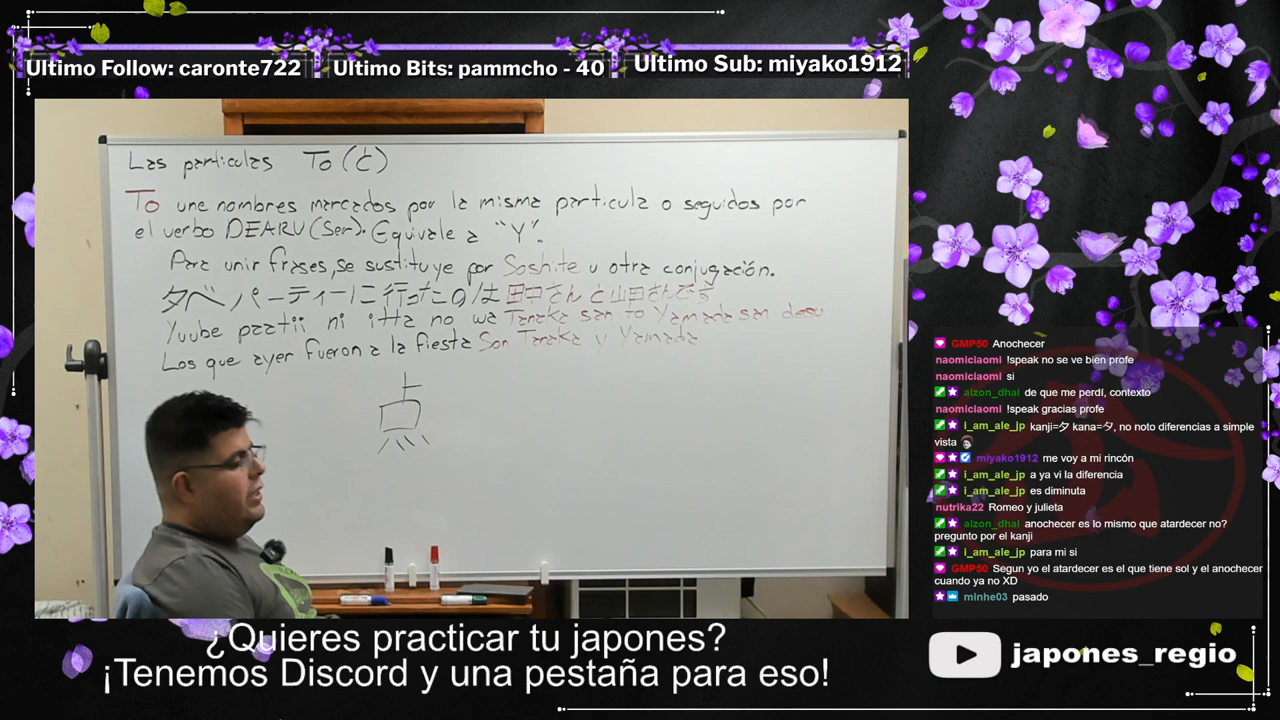 Ultimo Follow: caronte722
Ultimo Bits: pammcho - 40
Ultimo Sub: miyako1912
Las particulas To (と)
To une nombres marcados por la misma particula o seguidos por
el verbo DEARU (Ser). Equivale a "Y".
Para unir frases, se sustituye por Soshite u otra conjugación.
夕べ パーティーに行ったのは田中さんと山田さんです
Yuube paatii ni itta no wa Tanaka san to Yamada san desu
Los que ayer fueron a la fiesta Son Tanaka y Yamada
GMP50 Anochecer
naomiciaomi !speak no se ve bien profe
naomiciaomi si
aizon_dhal de que me perdí, contexto
naomiciaomi !speak gracias profe
i_am_ale_jp kanji=夕 kana=タ, no noto diferencias a simple
vista
miyako1912 me voy a mi rincón
i_am_ale_jp a ya vi la diferencia
i_am_ale_jp es diminuta
nutrika22 Romeo y julieta
aizon_dhal anochecer es lo mismo que atardecer no?
pregunto por el kanji
i_am_ale_jp para mi si
GMP50 Segun yo el atardecer es el que tiene sol y el anochecer
cuando ya no XD
minhe03 pasado
¿Quieres practicar tu japones?
¡Tenemos Discord y una pestaña para eso!
japones_regio